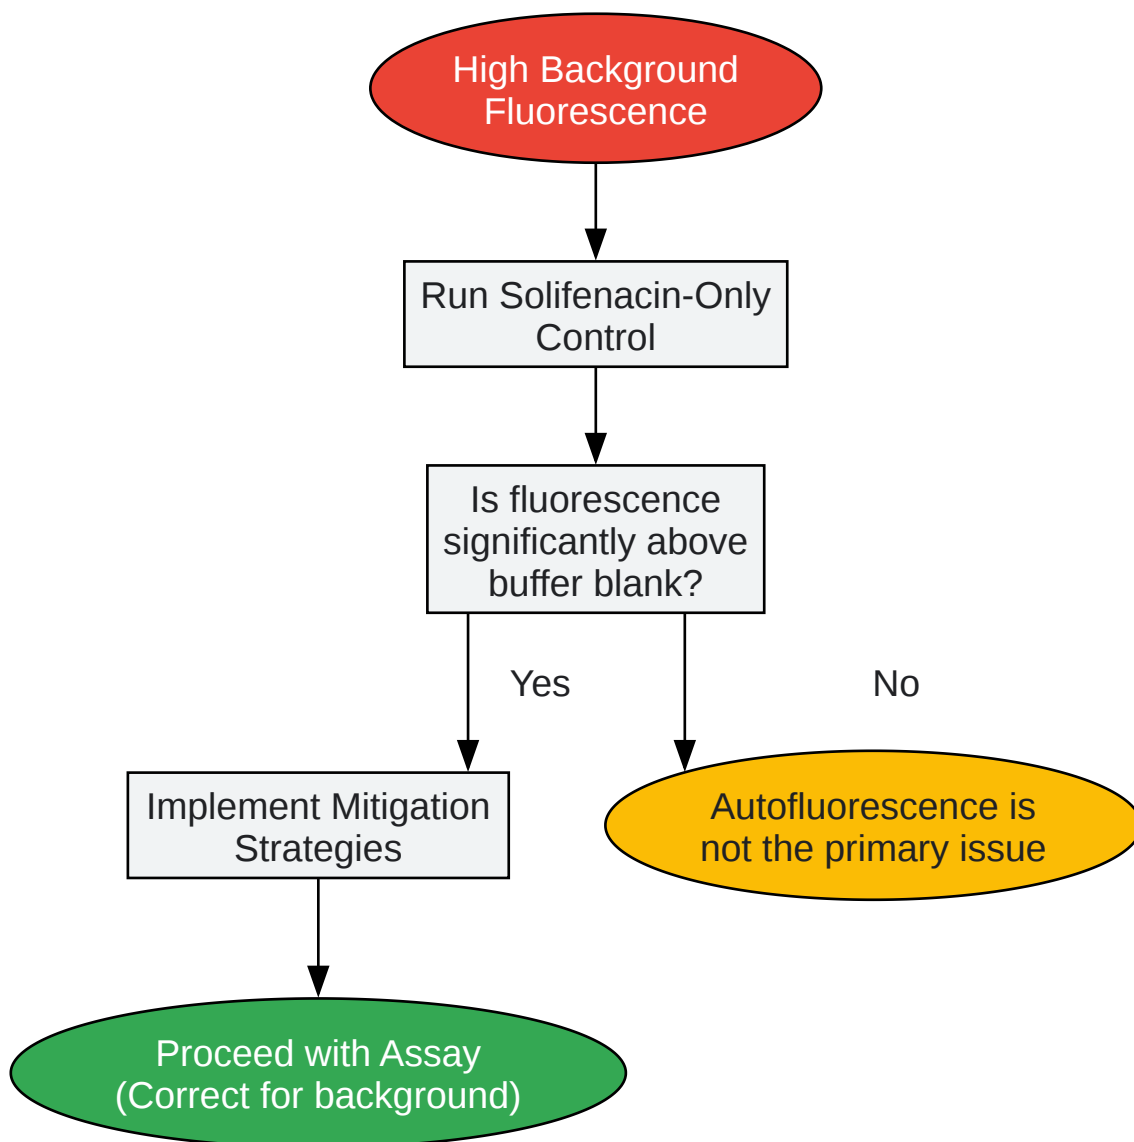 High Background
Fluorescence
Run Solifenacin-Only
Control
Is fluorescence
significantly above
buffer blank?
Yes
No
Implement Mitigation
Strategies
Autofluorescence is
not the primary issue
Proceed with Assay
(Correct for background)